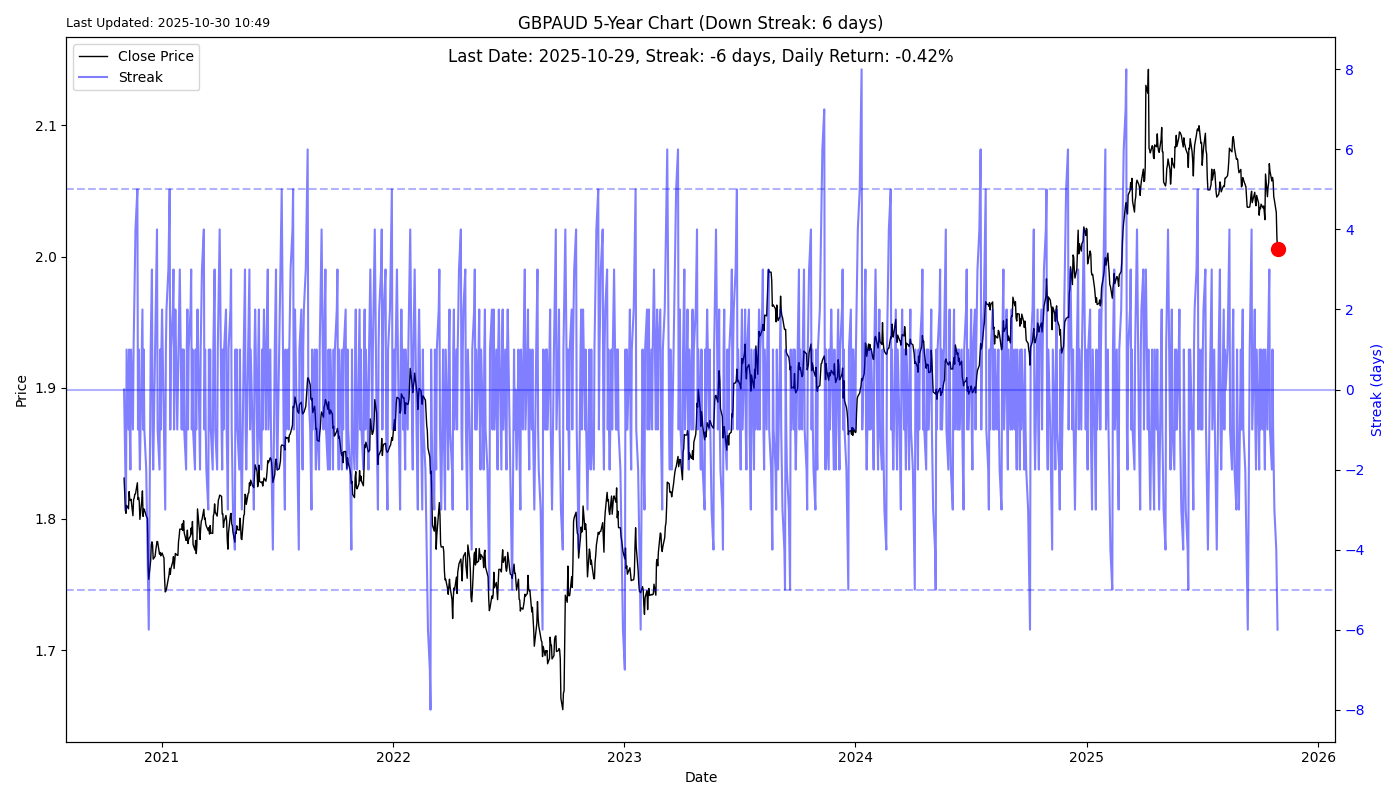 Last Updated: 2025-10-30 10:49
GBPAUD 5-Year Chart (Down Streak: 6 days)
Last Date: 2025-10-29, Streak: -6 days, Daily Return: -0.42%
Close Price
Streak
Price
2.1
2.0
1.9
1.8
1.7
8
6
4
2
0
−2
−4
−6
−8
Streak (days)
2021
2022
2023
2024
2025
2026
Date